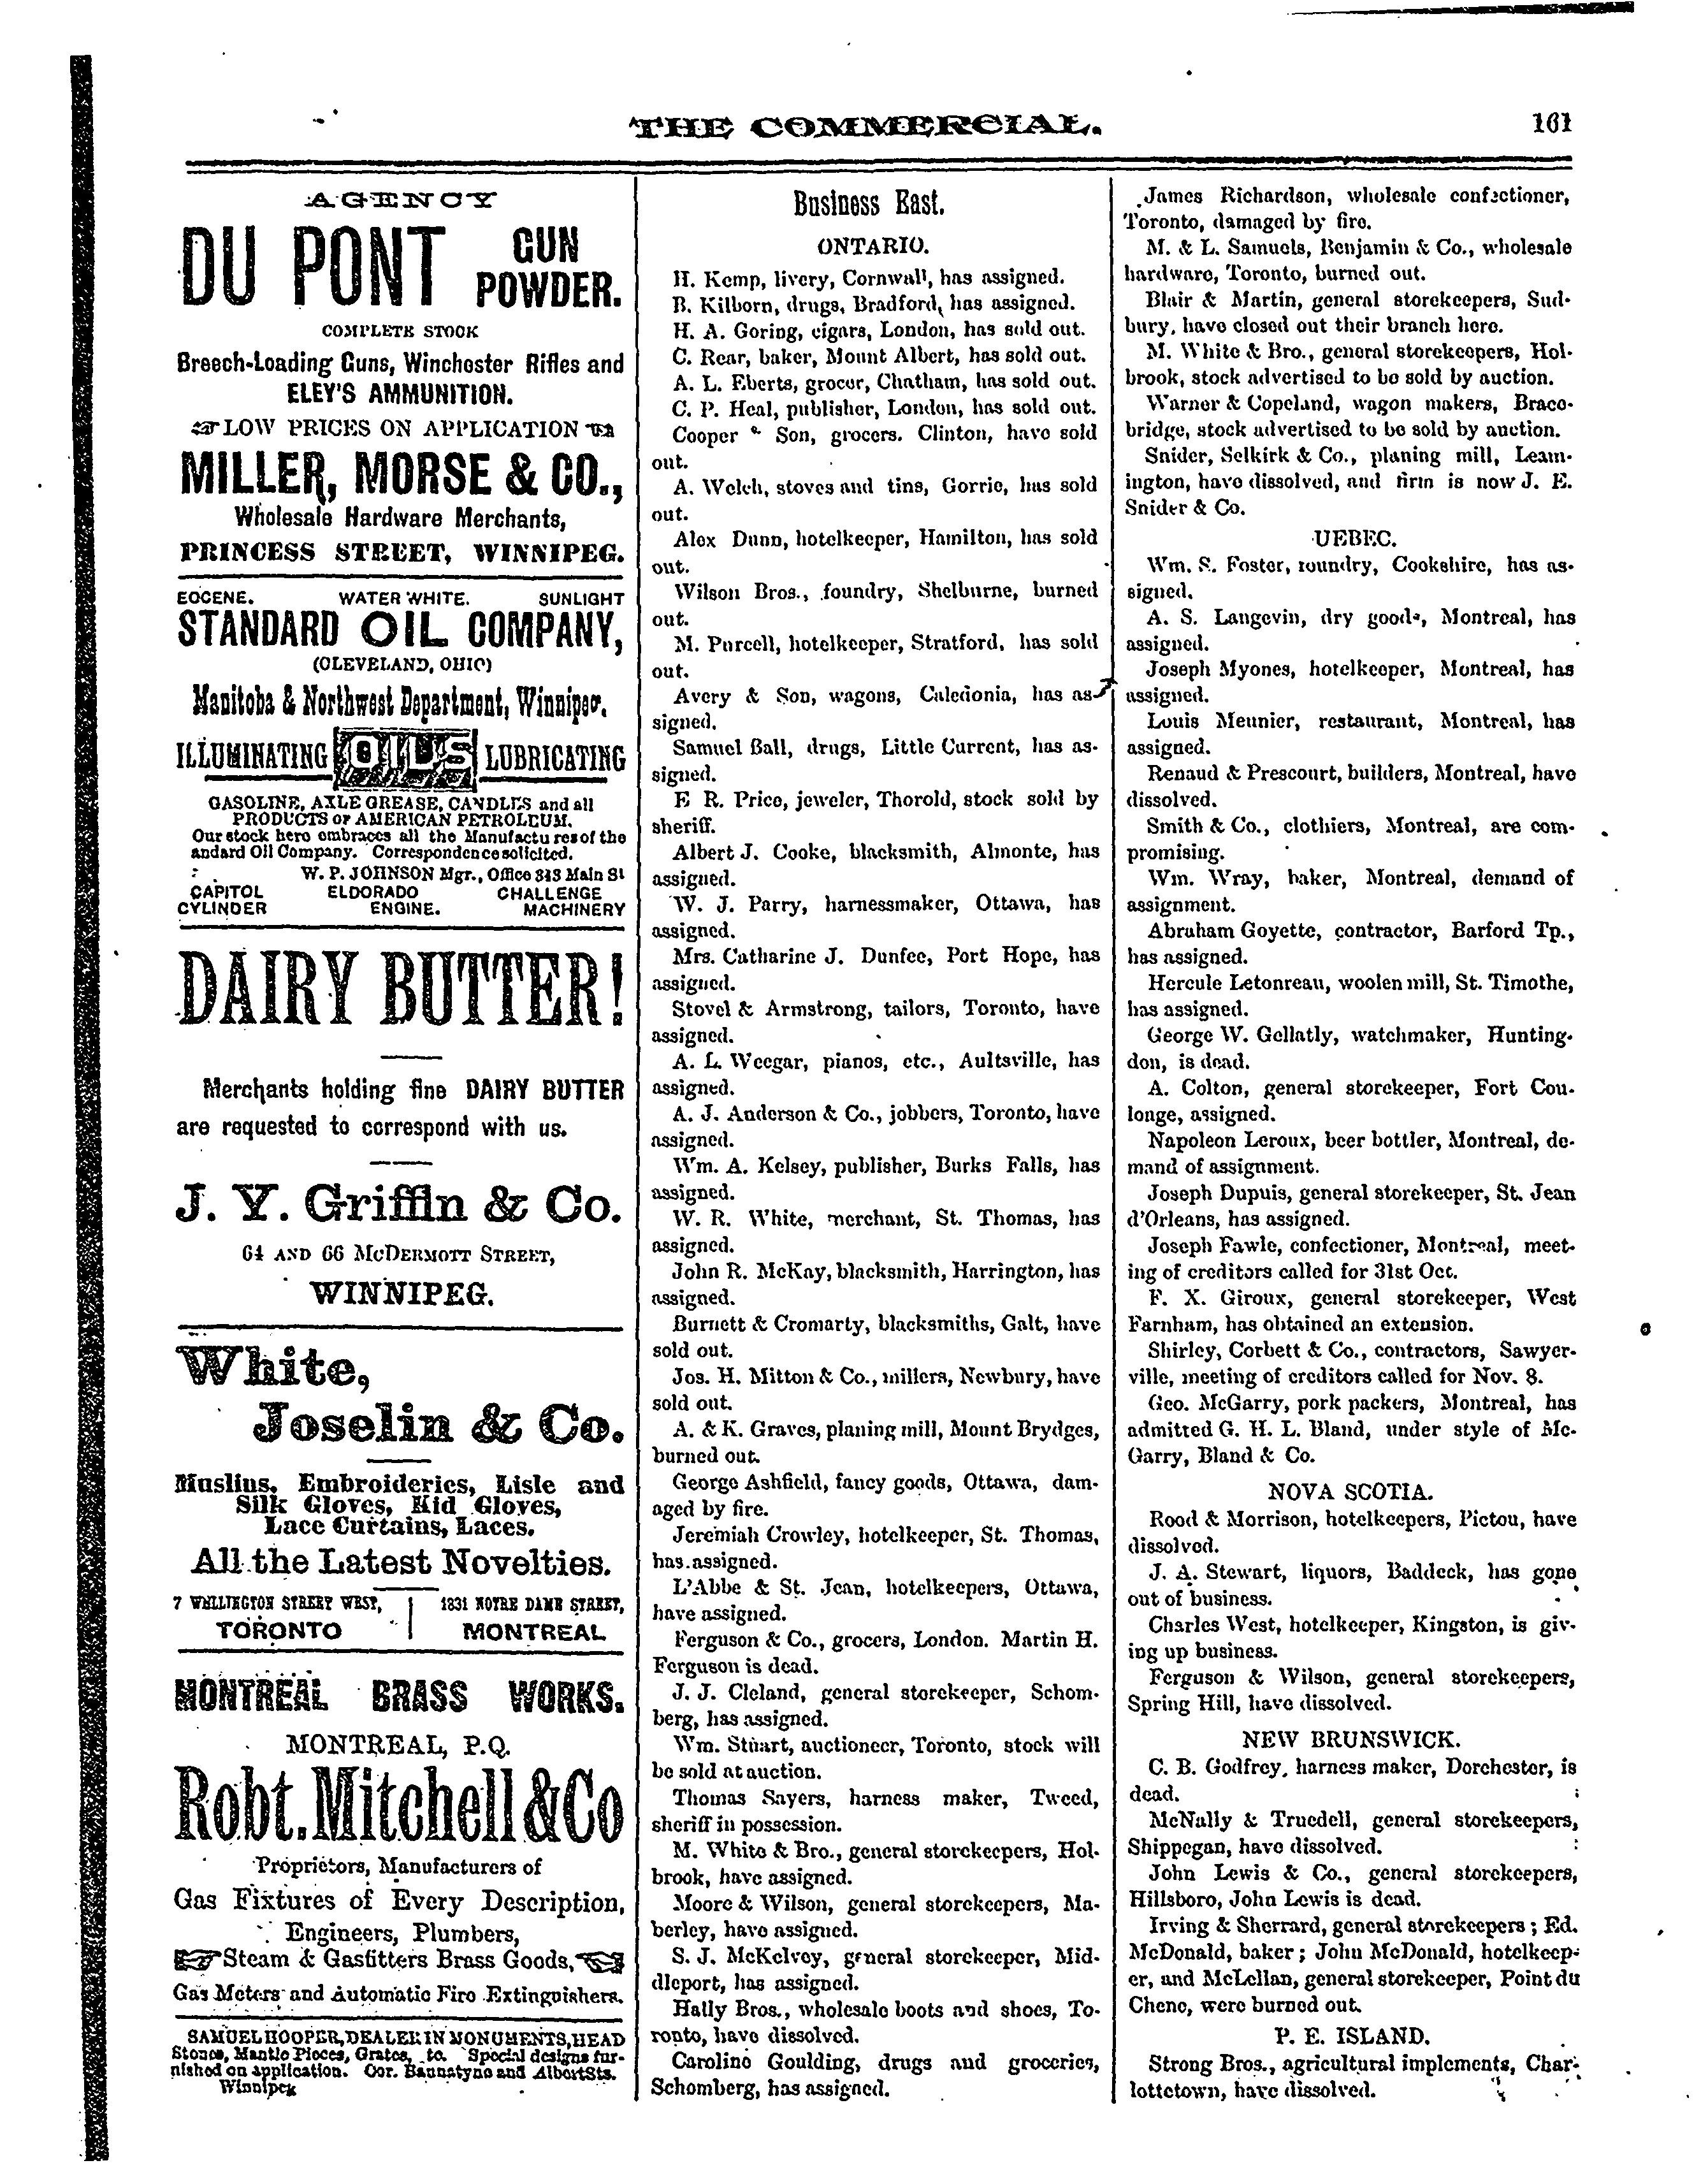 THE COMMERCIAL.
161
AGENCY
DU PONT GUN POWDER.
COMPLETE STOCK
Breech-Loading Guns, Winchester Rifles and
ELEY'S AMMUNITION.
LOW PRICES ON APPLICATION
MILLER, MORSE & CO.,
Wholesale Hardware Merchants,
PRINCESS STREET, WINNIPEG.
EOCENE. WATER WHITE. SUNLIGHT
STANDARD OIL COMPANY,
(CLEVELAND, OHIO)
Manitoba & Northwest Department, Winnipeg.
ILLUMINATING OILS LUBRICATING
GASOLINE, AXLE GREASE, CANDLES and all
PRODUCTS OF AMERICAN PETROLEUM.
Our stock here embraces all the Manufactures of the
andard Oil Company. Correspondence solicited.
W. P. JOHNSON Mgr., Office 343 Main St
CAPITOL ELDORADO CHALLENGE
CYLINDER ENGINE. MACHINERY
DAIRY BUTTER!
Merchants holding fine DAIRY BUTTER
are requested to correspond with us.
J. Y. Griffin & Co.
64 AND 66 MCDERMOTT STREET,
WINNIPEG.
White,
Joselin & Co.
Muslins, Embroideries, Lisle and
Silk Gloves, Kid Gloves,
Lace Curtains, Laces.
All the Latest Novelties.
7 WELLINGTON STREET WEST, 1831 NOTRE DAME STREET,
TORONTO MONTREAL
MONTREAL BRASS WORKS.
MONTREAL, P.Q.
Robt. Mitchell & Co
Proprietors, Manufacturers of
Gas Fixtures of Every Description,
Engineers, Plumbers,
Steam & Gasfitters Brass Goods,
Gas Meters and Automatic Fire Extinguishers.
SAMUEL HOOPER, DEALER IN MONUMENTS, HEAD
Stones, Mantle Pieces, Grates, tc. Special designs fur-
nished on application. Cor. Bannatyne and Albert Sts.
Winnipeg
Business East.
ONTARIO.
H. Kemp, livery, Cornwall, has assigned.
B. Kilborn, drugs, Bradford, has assigned.
H. A. Goring, cigars, London, has sold out.
C. Rear, baker, Mount Albert, has sold out.
A. L. Eberts, grocer, Chatham, has sold out.
C. P. Heal, publisher, London, has sold out.
Cooper & Son, grocers. Clinton, have sold
out.
A. Welch, stoves and tins, Gorrie, has sold
out.
Alex Dunn, hotelkeeper, Hamilton, has sold
out.
Wilson Bros., foundry, Shelburne, burned
out.
M. Purcell, hotelkeeper, Stratford, has sold
out.
Avery & Son, wagons, Caledonia, has as-
signed.
Samuel Ball, drugs, Little Current, has as-
signed.
E R. Price, jeweler, Thorold, stock sold by
sheriff.
Albert J. Cooke, blacksmith, Almonte, has
assigned.
W. J. Parry, harnessmaker, Ottawa, has
assigned.
Mrs. Catharine J. Dunfee, Port Hope, has
assigned.
Stovel & Armstrong, tailors, Toronto, have
assigned.
A. L. Weegar, pianos, etc., Aultsville, has
assigned.
A. J. Anderson & Co., jobbers, Toronto, have
assigned.
Wm. A. Kelsey, publisher, Burks Falls, has
assigned.
W. R. White, merchant, St. Thomas, has
assigned.
John R. McKay, blacksmith, Harrington, has
assigned.
Burnett & Cromarty, blacksmiths, Galt, have
sold out.
Jos. H. Mitton & Co., millers, Newbury, have
sold out.
A. & K. Graves, planing mill, Mount Brydges,
burned out.
George Ashfield, fancy goods, Ottawa, dam-
aged by fire.
Jeremiah Crowley, hotelkeeper, St. Thomas,
has assigned.
L'Abbe & St. Jean, hotelkeepers, Ottawa,
have assigned.
Ferguson & Co., grocers, London. Martin H.
Ferguson is dead.
J. J. Cleland, general storekeeper, Schom-
berg, has assigned.
Wm. Stuart, auctioneer, Toronto, stock will
be sold at auction.
Thomas Sayers, harness maker, Tweed,
sheriff in possession.
M. White & Bro., general storekeepers, Hol-
brook, have assigned.
Moore & Wilson, general storekeepers, Ma-
berley, have assigned.
S. J. McKelvey, general storekeeper, Mid-
dleport, has assigned.
Hally Bros., wholesale boots and shoes, To-
ronto, have dissolved.
Caroline Goulding, drugs and groceries,
Schomberg, has assigned.
James Richardson, wholesale confectioner,
Toronto, damaged by fire.
M. & L. Samuels, Benjamin & Co., wholesale
hardware, Toronto, burned out.
Blair & Martin, general storekeepers, Sud-
bury, have closed out their branch here.
M. White & Bro., general storekeepers, Hol-
brook, stock advertised to be sold by auction.
Warner & Copeland, wagon makers, Brace-
bridge, stock advertised to be sold by auction.
Snider, Selkirk & Co., planing mill, Leam-
ington, have dissolved, and firm is now J. E.
Snider & Co.
UEBEC.
Wm. S. Foster, foundry, Cookshire, has as-
signed.
A. S. Langevin, dry goods, Montreal, has
assigned.
Joseph Myones, hotelkeeper, Montreal, has
assigned.
Louis Meunier, restaurant, Montreal, has
assigned.
Renaud & Prescourt, builders, Montreal, have
dissolved.
Smith & Co., clothiers, Montreal, are com-
promising.
Wm. Wray, baker, Montreal, demand of
assignment.
Abraham Goyette, contractor, Barford Tp.,
has assigned.
Hercule Letonreau, woolen mill, St. Timothe,
has assigned.
George W. Gellatly, watchmaker, Hunting-
don, is dead.
A. Colton, general storekeeper, Fort Cou-
longe, assigned.
Napoleon Leroux, beer bottler, Montreal, de-
mand of assignment.
Joseph Dupuis, general storekeeper, St. Jean
d'Orleans, has assigned.
Joseph Fawle, confectioner, Montreal, meet-
ing of creditors called for 31st Oct.
F. X. Giroux, general storekeeper, West
Farnham, has obtained an extension.
Shirley, Corbett & Co., contractors, Sawyer-
ville, meeting of creditors called for Nov. 8.
Geo. McGarry, pork packers, Montreal, has
admitted G. H. L. Bland, under style of Mc-
Garry, Bland & Co.
NOVA SCOTIA.
Rood & Morrison, hotelkeepers, Pictou, have
dissolved.
J. A. Stewart, liquors, Baddeck, has gone
out of business.
Charles West, hotelkeeper, Kingston, is giv-
ing up business.
Ferguson & Wilson, general storekeepers,
Spring Hill, have dissolved.
NEW BRUNSWICK.
C. B. Godfrey, harness maker, Dorchester, is
dead.
McNally & Truedell, general storekeepers,
Shippegan, have dissolved.
John Lewis & Co., general storekeepers,
Hillsboro, John Lewis is dead.
Irving & Sherrard, general storekeepers; Ed.
McDonald, baker; John McDonald, hotelkeep-
er, and McLellan, general storekeeper, Point du
Chene, were burned out.
P. E. ISLAND.
Strong Bros., agricultural implements, Char-
lottetown, have dissolved.